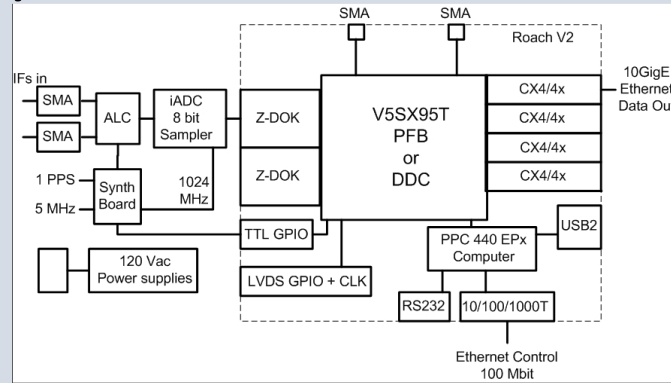 SMA
SMA
Roach V2
IFs in
SMA
SMA
ALC
iADC
8 bit
Sampler
Z-DOK
Z-DOK
V5SX95T
PFB
or
DDC
CX4/4x
CX4/4x
CX4/4x
CX4/4x
10GigE
Ethernet
Data Ou
1 PPS
5 MHz
Synth
Board
1024
MHz
TTL GPIO
LVDS GPIO + CLK
PPC 440 EPx
Computer
USB2
120 Vac
Power supplies
RS232
10/100/1000T
Ethernet Control
100 Mbit